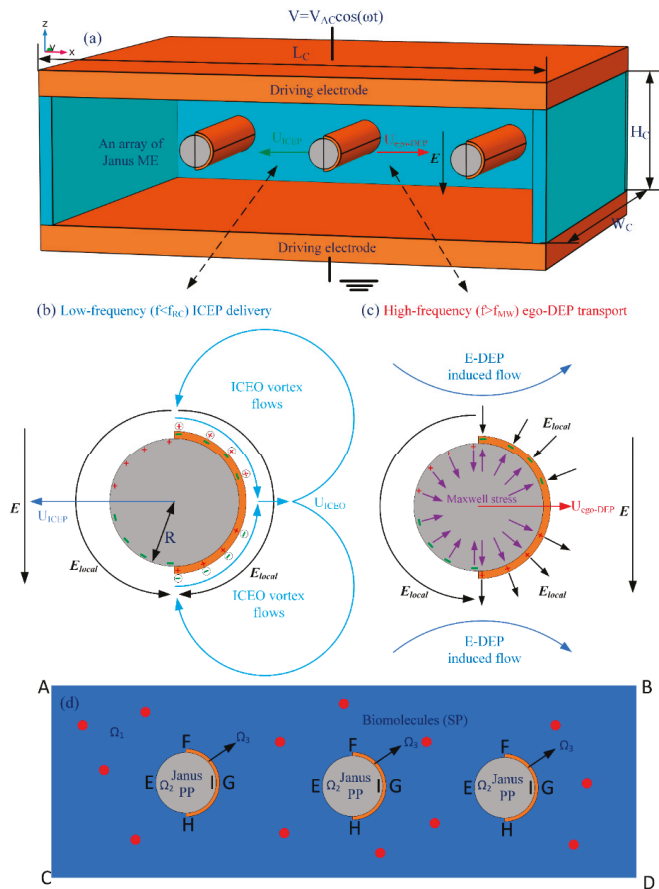 V=V_AC cos(ωt)
z
y
x
(a)
L_C
Driving electrode
An array of
Janus ME
U_ICEP
U_ego-DEP
E
H_C
W_C
Driving electrode
(b) Low-frequency (f<f_RC) ICEP delivery
(c) High-frequency (f>f_MW) ego-DEP transport
ICEO vortex
flows
E
U_ICEP
R
U_ICEO
E_local
E_local
ICEO vortex
flows
E-DEP
induced flow
E_local
Maxwell stress
U_ego-DEP
E
E_local
E_local
E-DEP
induced flow
A
B
(d)
Biomolecules (SP)
Ω₁
F
Ω₃
E
Ω₂
Janus
PP
I
G
H
F
Ω₃
E
Ω₂
Janus
PP
I
G
H
F
Ω₃
E
Ω₂
Janus
PP
I
G
H
C
D